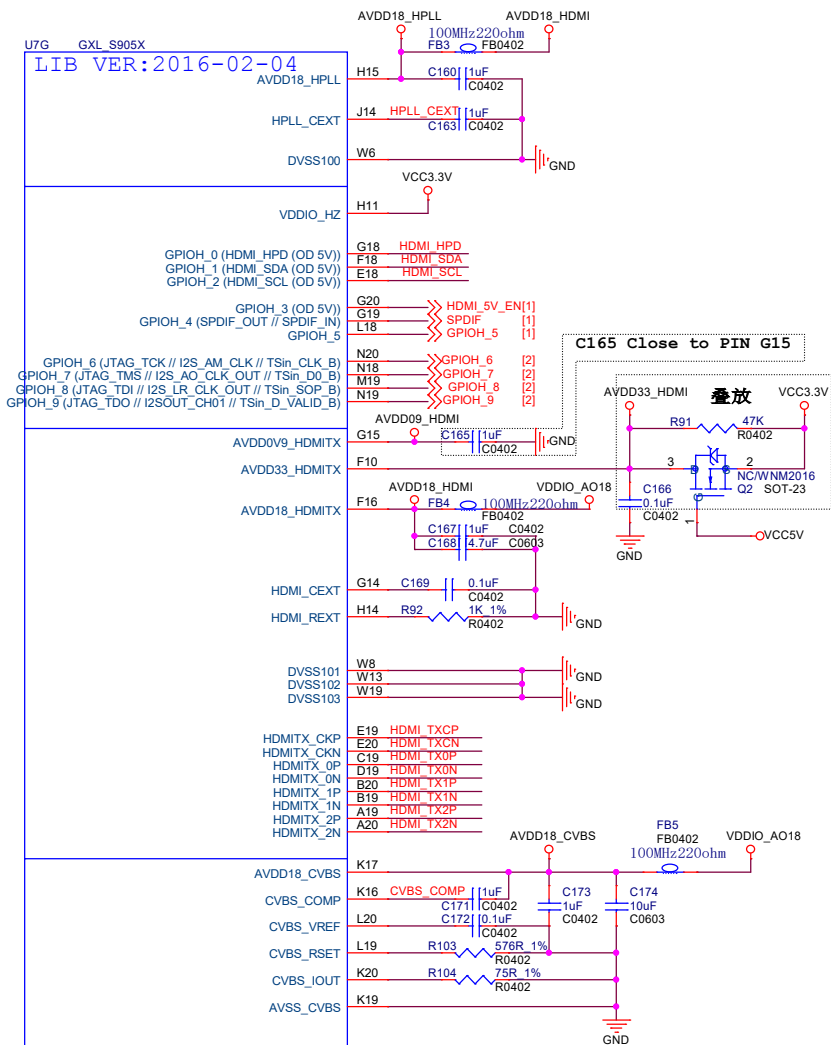 AVDD18_HPLL
AVDD18_HDMI
100MHz220ohm
FB3
FB0402
U7G
GXL_S905X
LIB VER:2016-02-04
AVDD18_HPLL
H15
C160
1uF
C0402
HPLL_CEXT
J14
HPLL_CEXT
1uF
C163
C0402
DVSS100
W6
GND
VCC3.3V
VDDIO_HZ
H11
GPIOH_0 (HDMI_HPD (OD 5V))
G18
HDMI_HPD
GPIOH_1 (HDMI_SDA (OD 5V))
F18
HDMI_SDA
GPIOH_2 (HDMI_SCL (OD 5V))
E18
HDMI_SCL
GPIOH_3 (OD 5V))
G20
HDMI_5V_EN[1]
GPIOH_4 (SPDIF_OUT // SPDIF_IN)
G19
SPDIF
[1]
GPIOH_5
L18
GPIOH_5
[1]
C165 Close to PIN G15
GPIOH_6 (JTAG_TCK // I2S_AM_CLK // TSin_CLK_B)
N20
GPIOH_6
[2]
GPIOH_7 (JTAG_TMS // I2S_AO_CLK_OUT // TSin_D0_B)
N18
GPIOH_7
[2]
GPIOH_8 (JTAG_TDI // I2S_LR_CLK_OUT // TSin_SOP_B)
M19
GPIOH_8
[2]
GPIOH_9 (JTAG_TDO // I2SOUT_CH01 // TSin_D_VALID_B)
N19
GPIOH_9
[2]
AVDD33_HDMI
叠放
VCC3.3V
R91
47K
R0402
AVDD09_HDMI
AVDD0V9_HDMITX
G15
C165
1uF
C0402
GND
AVDD33_HDMITX
F10
3
2
NC/WNM2016
Q2
SOT-23
C166
0.1uF
C0402
1
VCC5V
GND
AVDD18_HDMI
VDDIO_AO18
AVDD18_HDMITX
F16
FB4
100MHz220ohm
FB0402
C167
1uF
C0402
C168
4.7uF
C0603
HDMI_CEXT
G14
C169
0.1uF
C0402
HDMI_REXT
H14
R92
1K_1%
R0402
GND
DVSS101
W8
GND
DVSS102
W13
DVSS103
W19
GND
HDMITX_CKP
E19
HDMI_TXCP
HDMITX_CKN
E20
HDMI_TXCN
HDMITX_0P
C19
HDMI_TX0P
HDMITX_0N
D19
HDMI_TX0N
HDMITX_1P
B20
HDMI_TX1P
HDMITX_1N
B19
HDMI_TX1N
HDMITX_2P
A19
HDMI_TX2P
HDMITX_2N
A20
HDMI_TX2N
AVDD18_CVBS
FB5
FB0402
100MHz220ohm
VDDIO_AO18
AVDD18_CVBS
K17
CVBS_COMP
K16
CVBS_COMP
1uF
C171
C0402
C173
1uF
C0402
C174
10uF
C0603
CVBS_VREF
L20
C172
0.1uF
C0402
CVBS_RSET
L19
R103
576R_1%
R0402
CVBS_IOUT
K20
R104
75R_1%
R0402
AVSS_CVBS
K19
GND